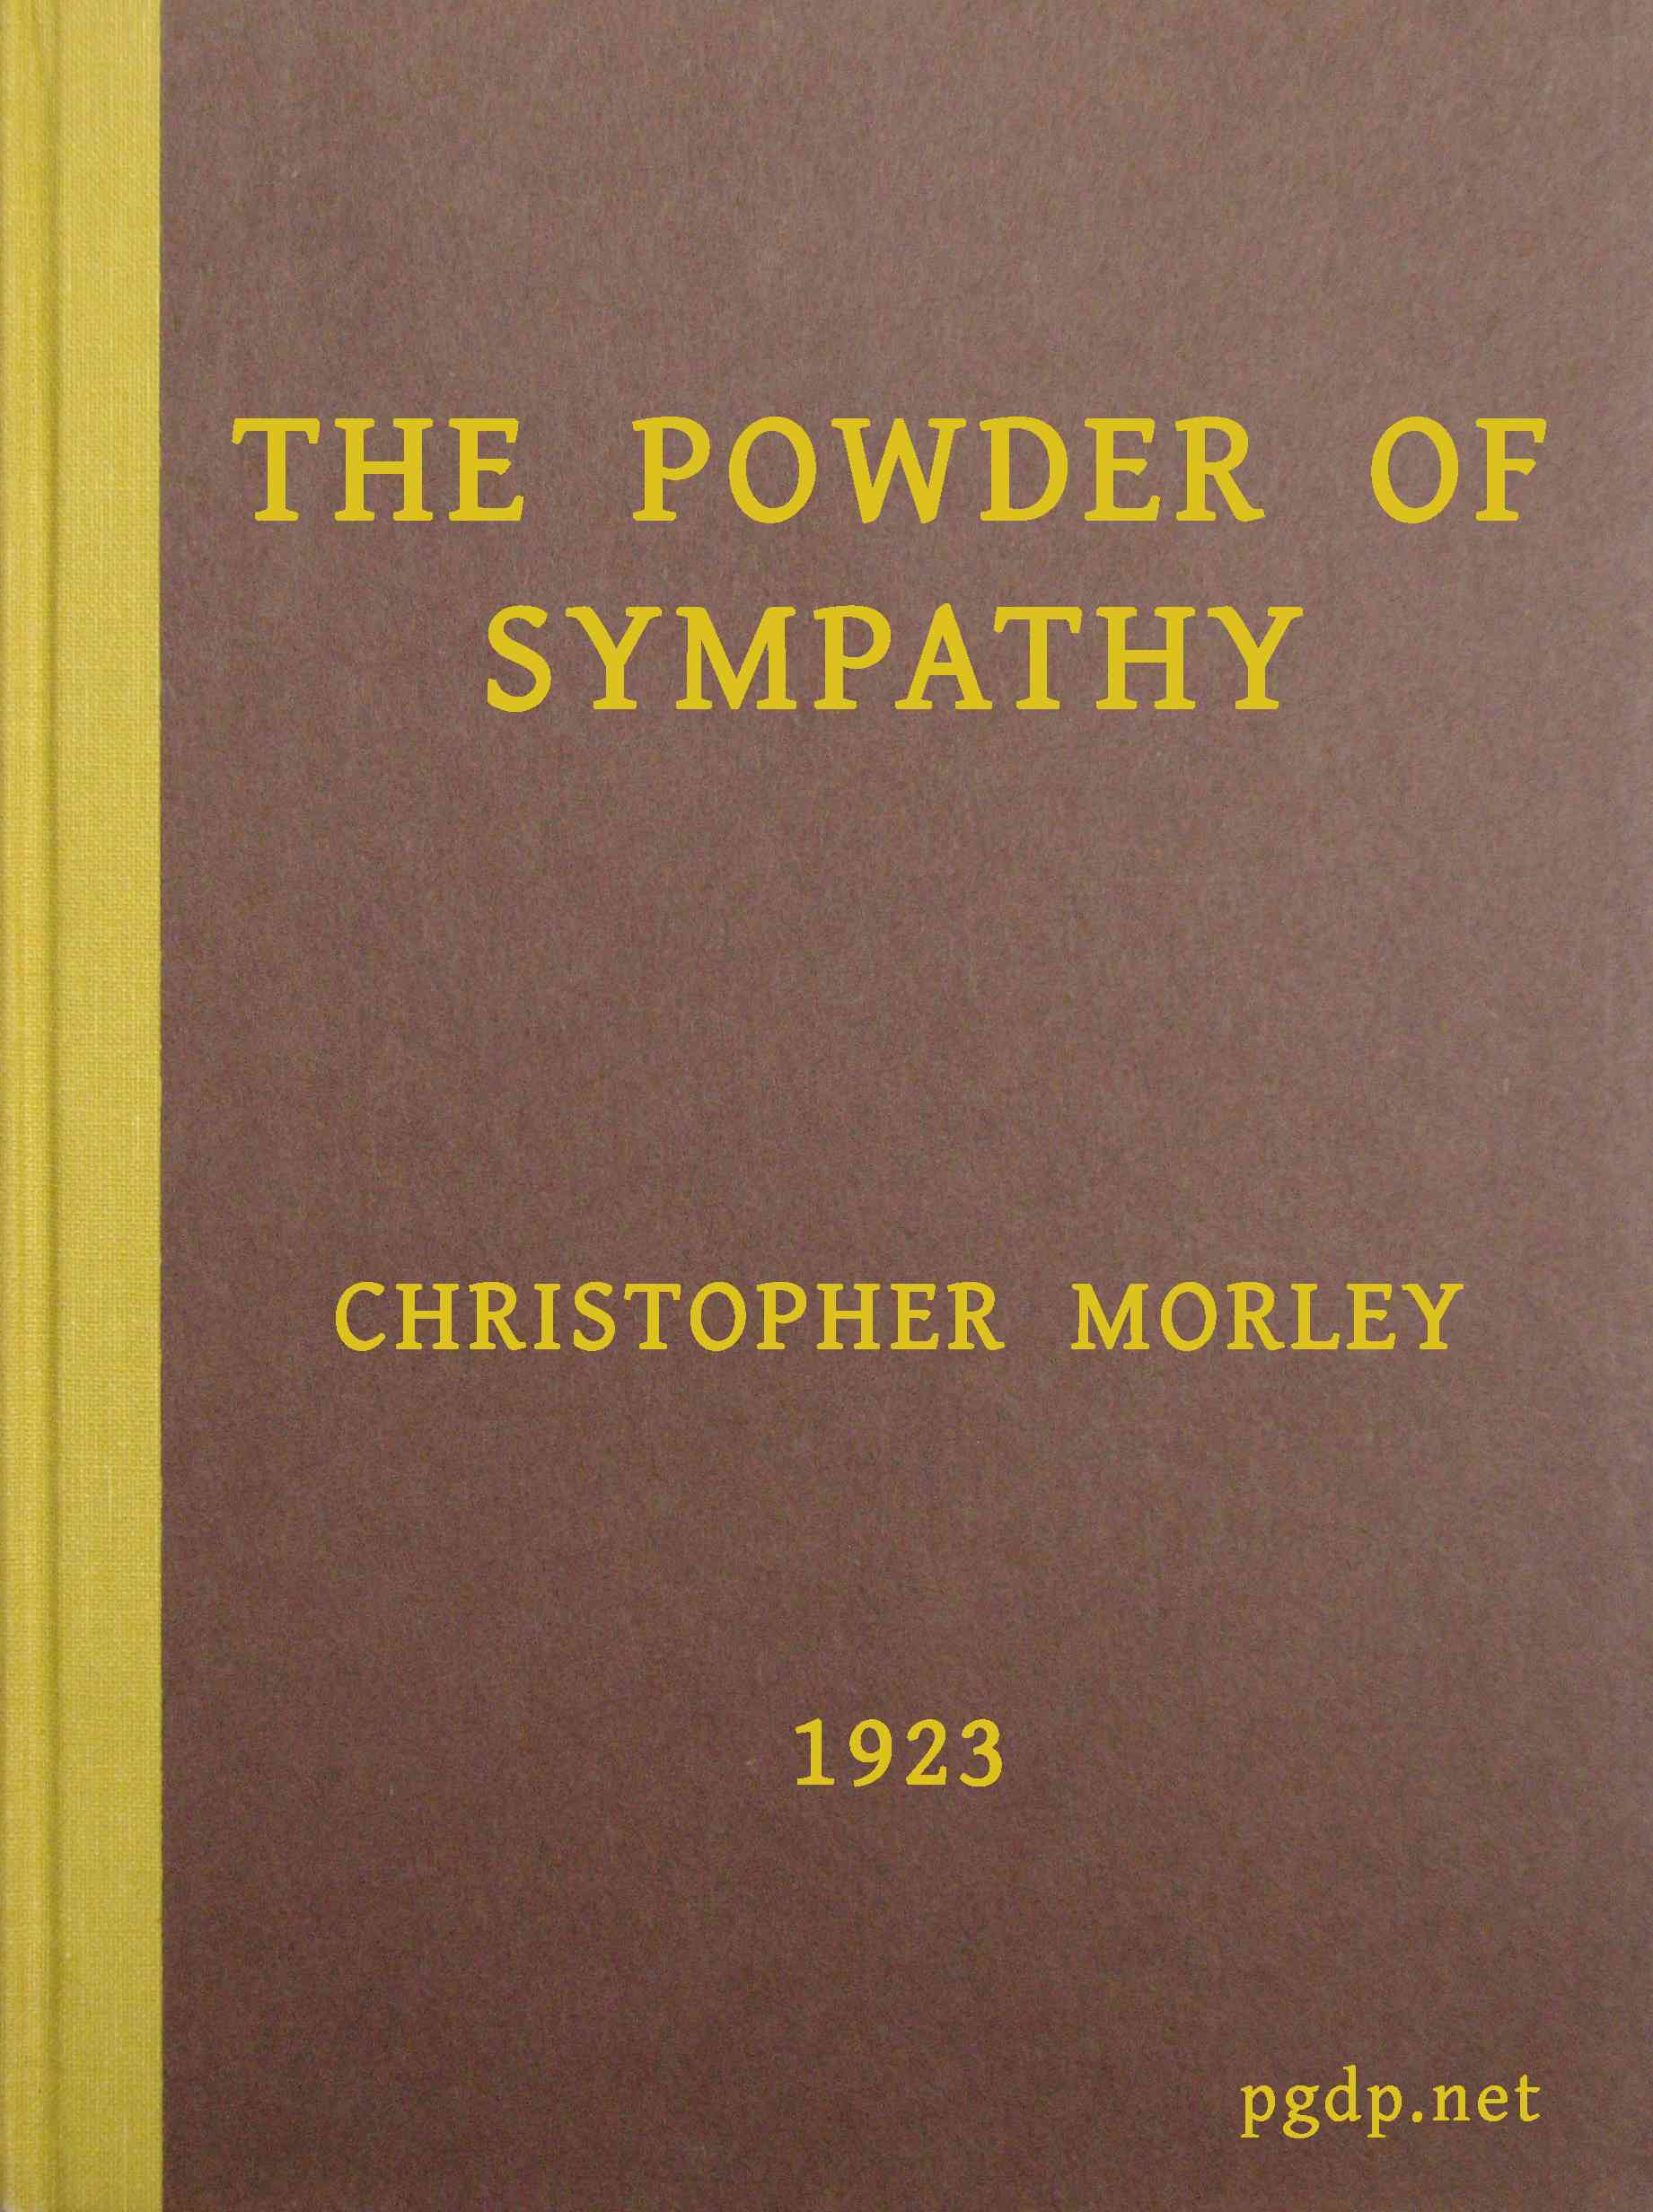 THE POWDER OF
SYMPATHY
CHRISTOPHER MORLEY
1923
pgdp.net